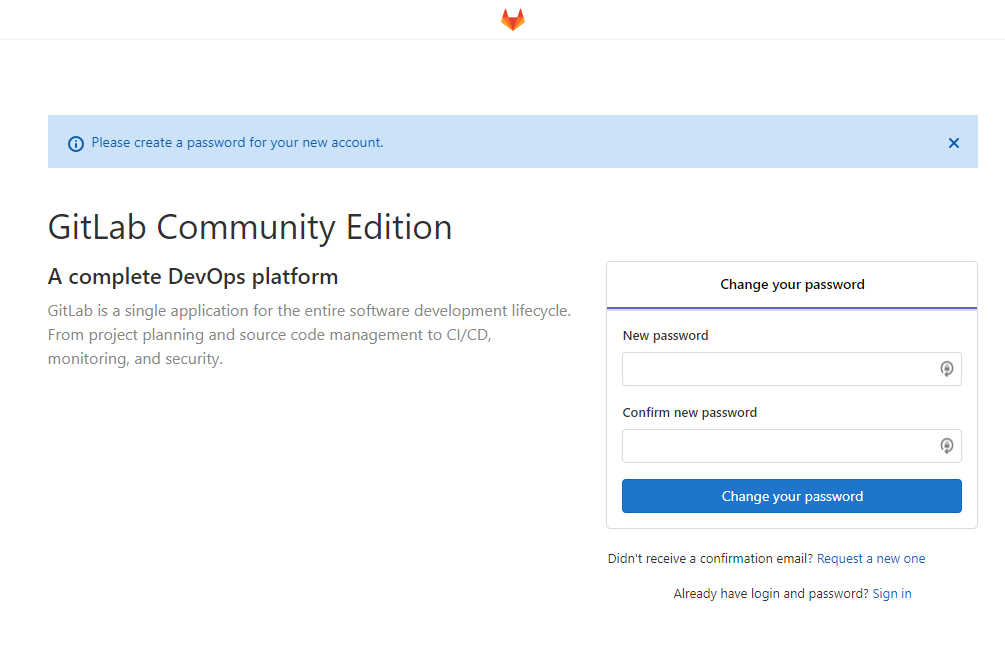 Please create a password for your new account.
GitLab Community Edition
A complete DevOps platform
GitLab is a single application for the entire software development lifecycle.
From project planning and source code management to CI/CD,
monitoring, and security.
Change your password
New password
Confirm new password
Change your password
Didn't receive a confirmation email? Request a new one
Already have login and password? Sign in